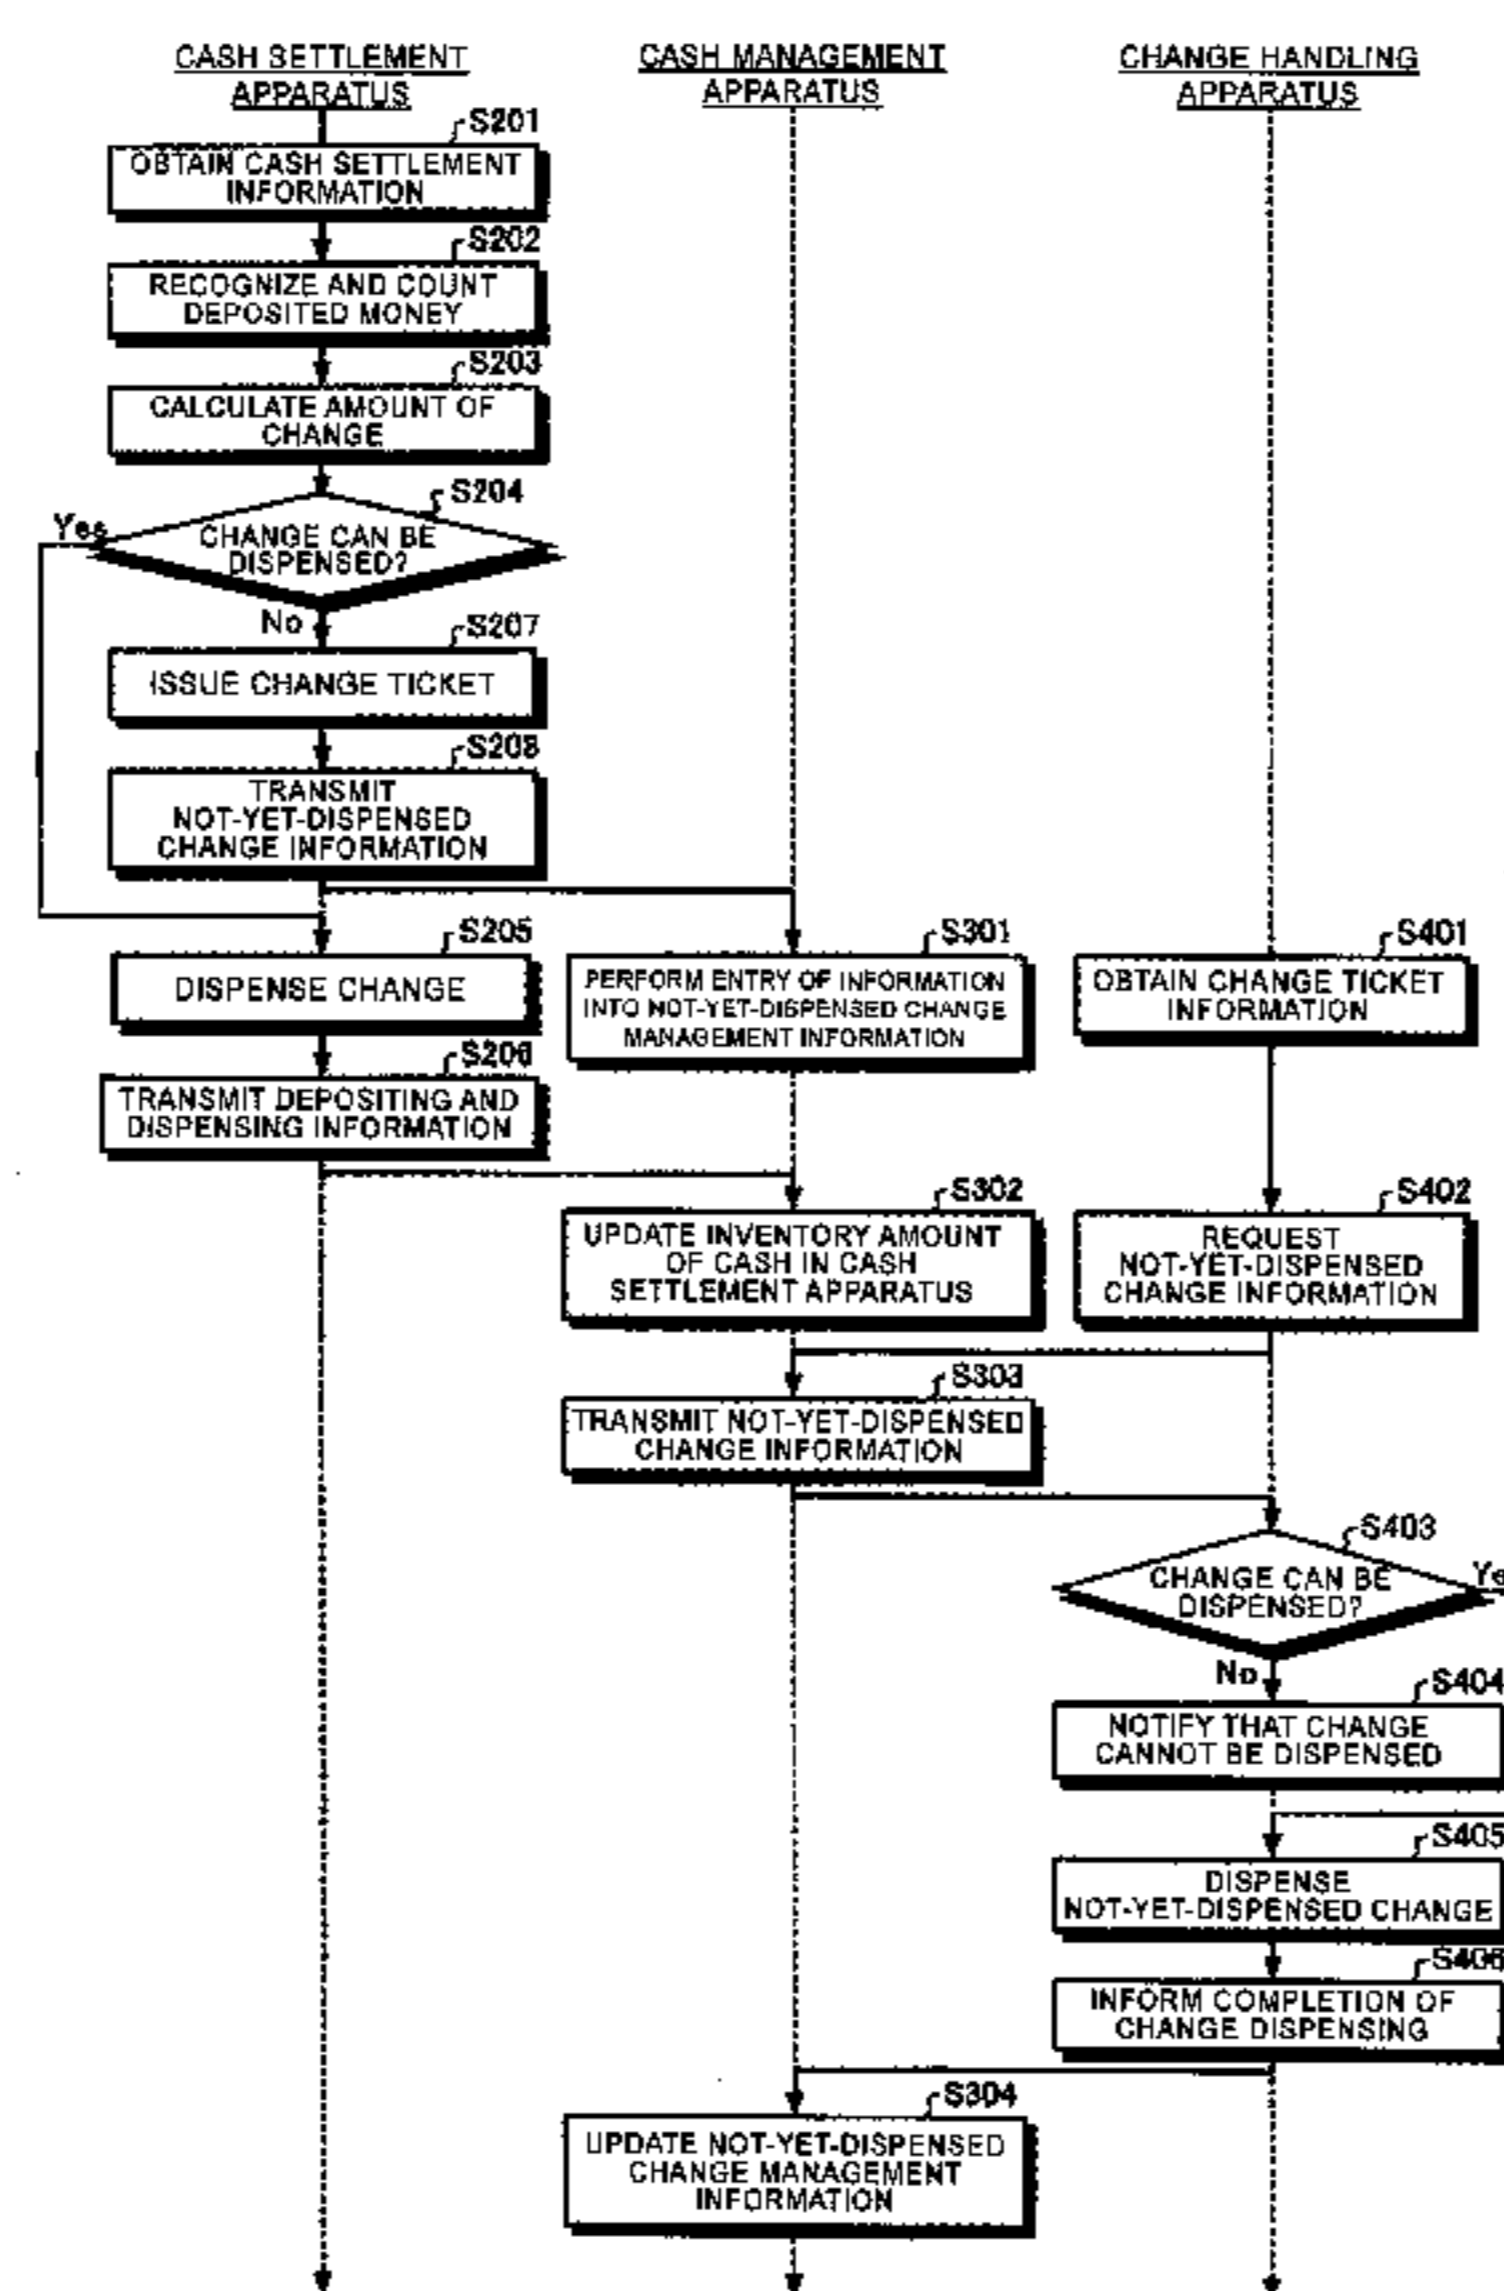 CASH SETTLEMENT
APPARATUS
CASH MANAGEMENT
APPARATUS
CHANGE HANDLING
APPARATUS
S201
OBTAIN CASH SETTLEMENT
INFORMATION
S202
RECOGNIZE AND COUNT
DEPOSITED MONEY
S203
CALCULATE AMOUNT OF
CHANGE
S204
Yes
CHANGE CAN BE
DISPENSED?
No
S207
ISSUE CHANGE TICKET
S208
TRANSMIT
NOT-YET-DISPENSED
CHANGE INFORMATION
S205
DISPENSE CHANGE
S301
PERFORM ENTRY OF INFORMATION
INTO NOT-YET-DISPENSED CHANGE
MANAGEMENT INFORMATION
S401
OBTAIN CHANGE TICKET
INFORMATION
S206
TRANSMIT DEPOSITING AND
DISPENSING INFORMATION
S302
UPDATE INVENTORY AMOUNT
OF CASH IN CASH
SETTLEMENT APPARATUS
S402
REQUEST
NOT-YET-DISPENSED
CHANGE INFORMATION
S303
TRANSMIT NOT-YET-DISPENSED
CHANGE INFORMATION
S403
CHANGE CAN BE
DISPENSED?
Ye
No
S404
NOTIFY THAT CHANGE
CANNOT BE DISPENSED
S405
DISPENSE
NOT-YET-DISPENSED CHANGE
S406
INFORM COMPLETION OF
CHANGE DISPENSING
S304
UPDATE NOT-YET-DISPENSED
CHANGE MANAGEMENT
INFORMATION